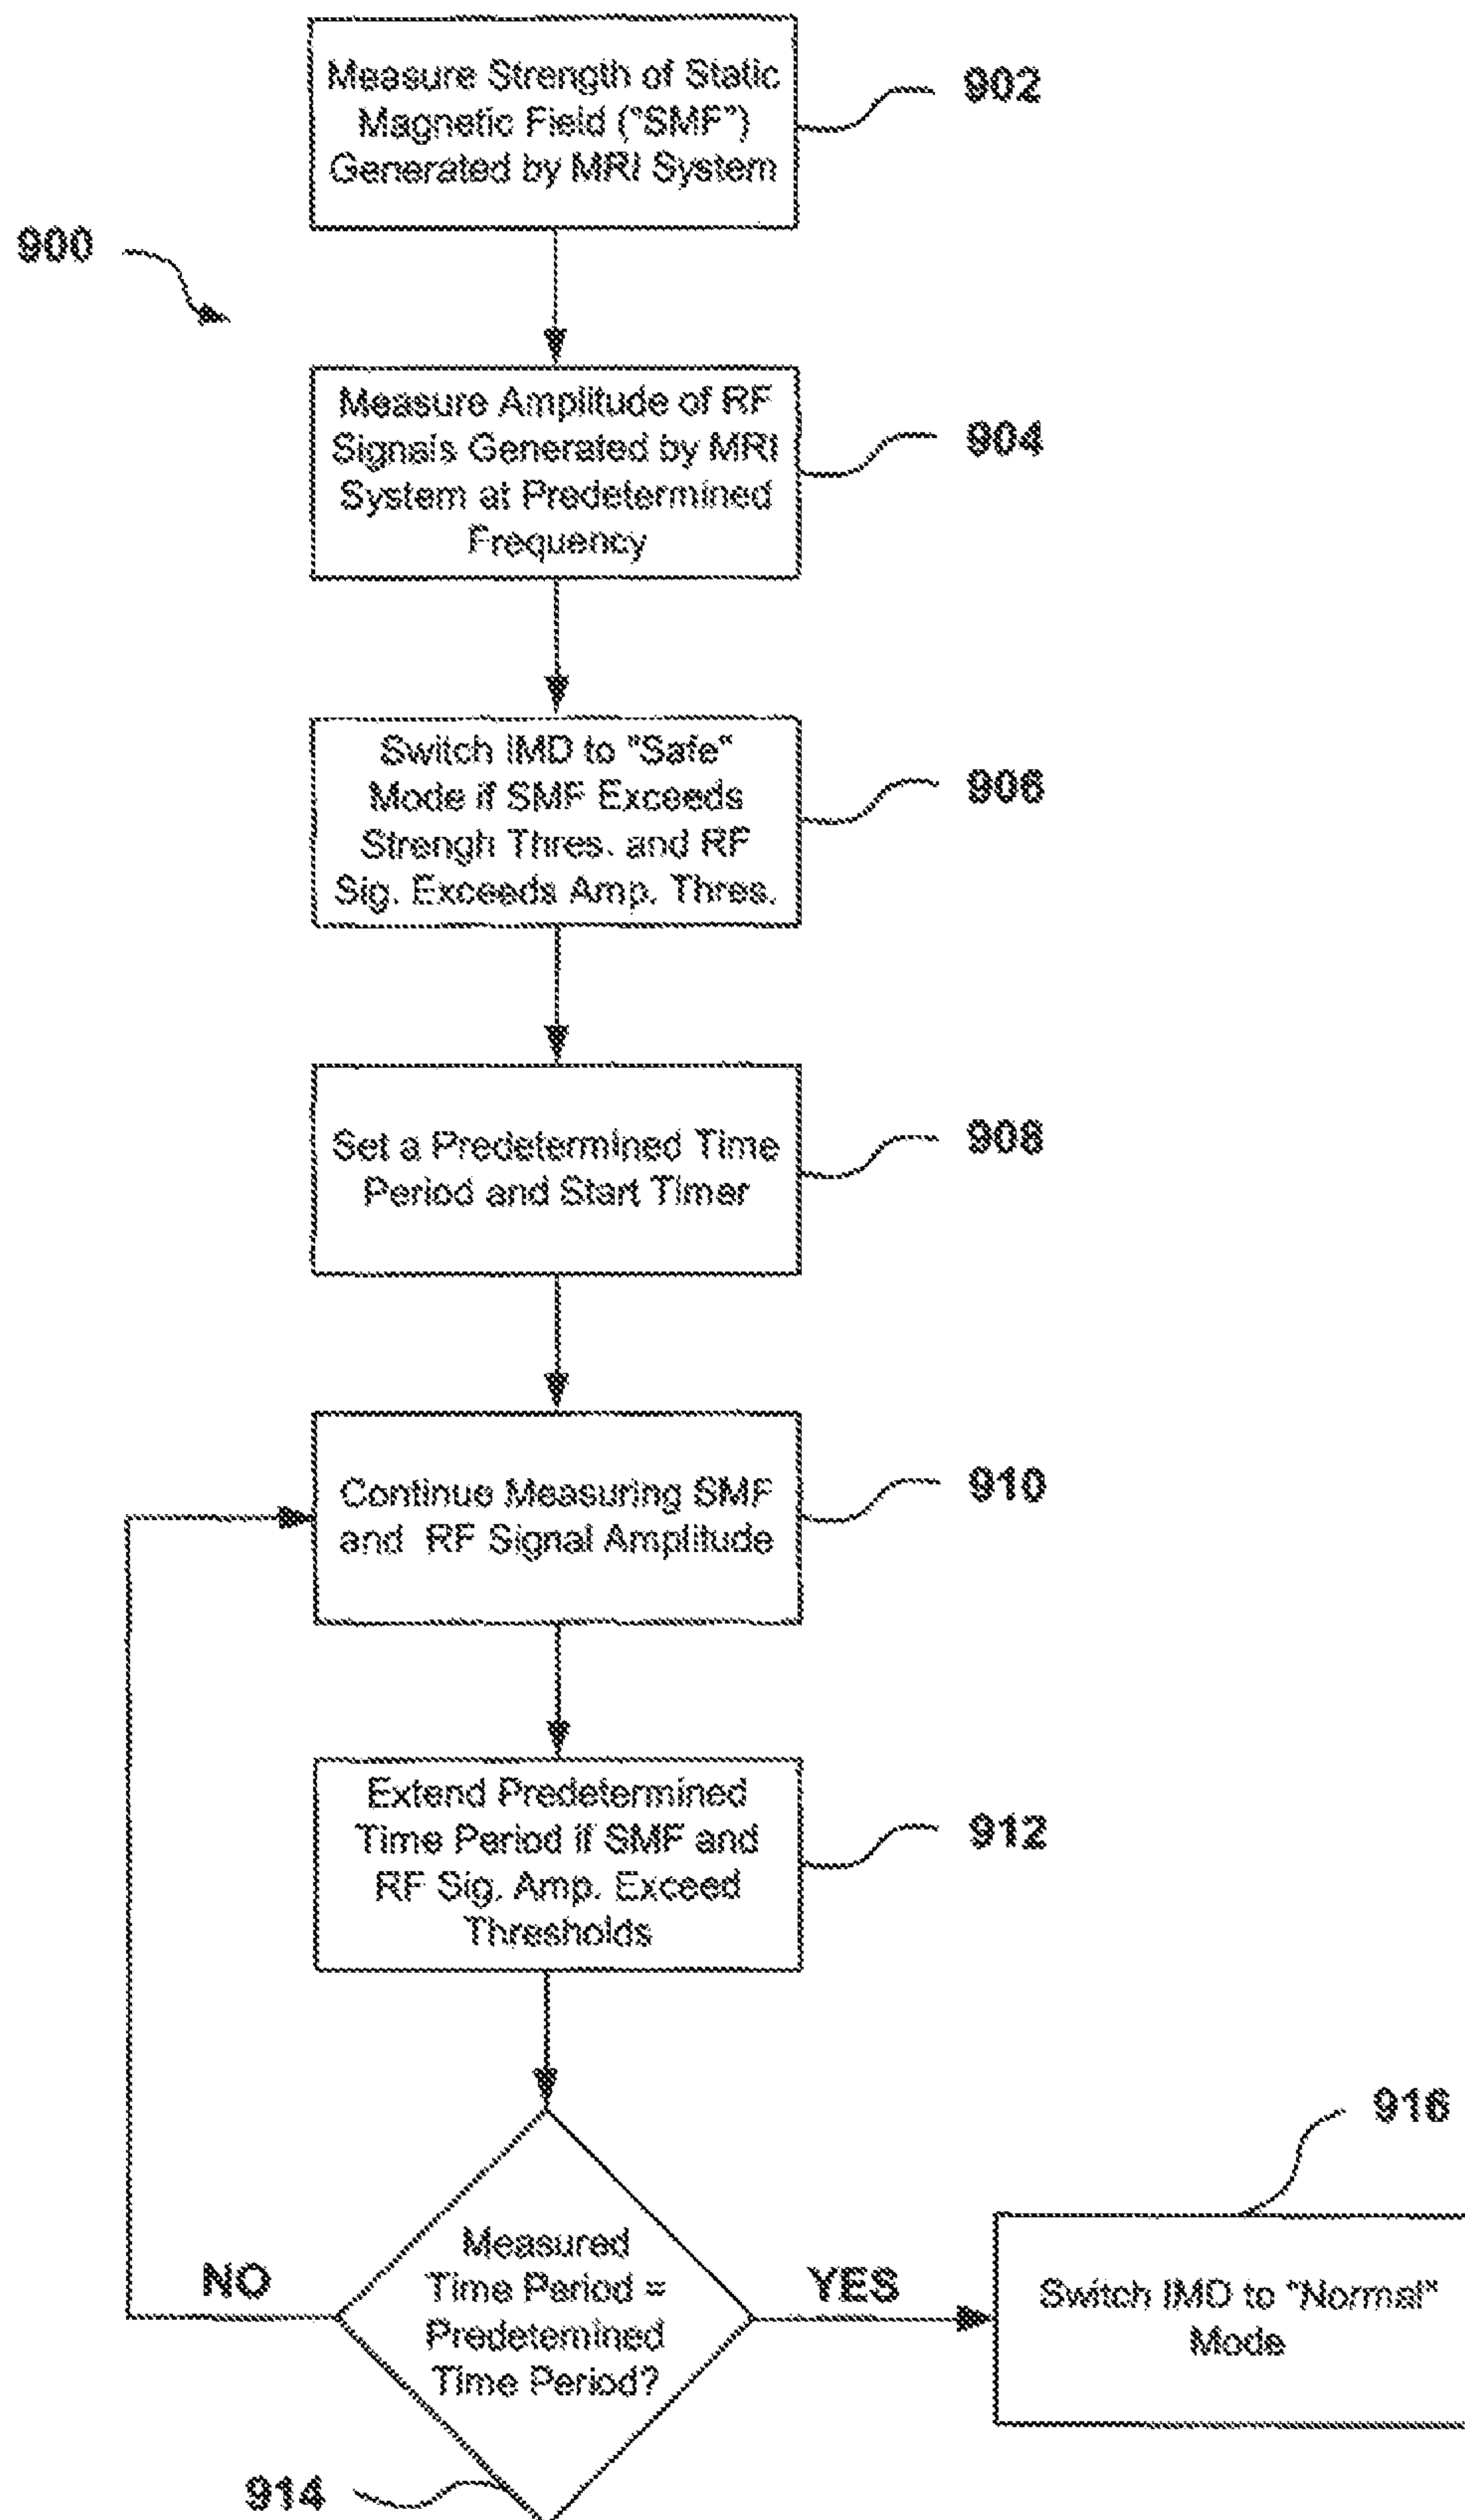 Measure Strength of Static
Magnetic Field ("SMF")
Generated by MRI System
902
900
Measure Amplitude of RF
Signals Generated by MRI
System at Predetermined
Frequency
904
Switch IMD to "Safe"
Mode if SMF Exceeds
Strengh Thres. and RF
Sig. Exceeds Amp. Thres.
906
Set a Predetermined Time
Period and Start Timer
908
Continue Measuring SMF
and RF Signal Amplitude
910
Extend Predetermined
Time Period if SMF and
RF Sig. Amp. Exceed
Thresholds
912
Measured
Time Period =
Predetemined
Time Period?
914
NO
YES
Switch IMD to "Normal"
Mode
916